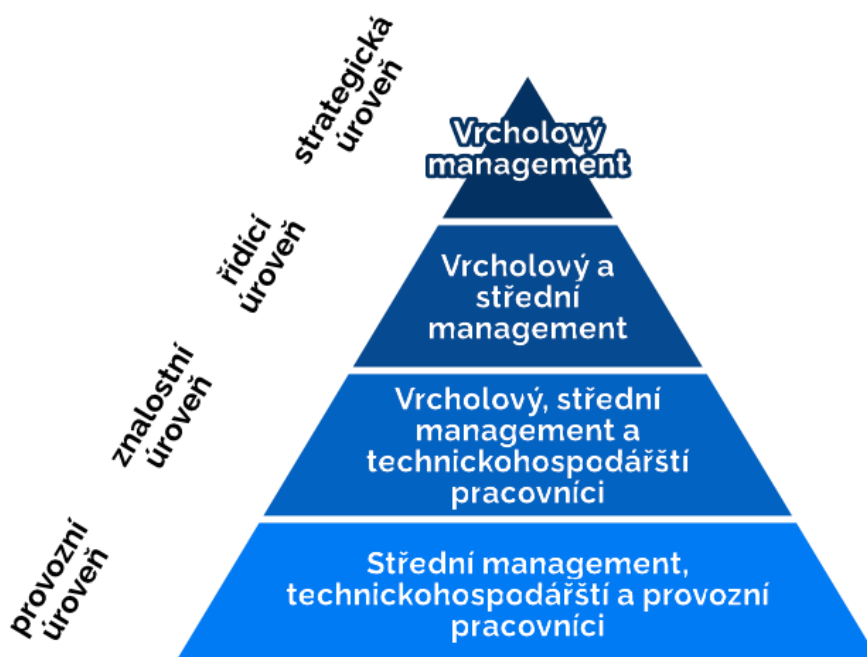 strategická
úroveň
Vrcholový
management
řídící
úroveň
Vrcholový a
střední
management
znalostní
úroveň
Vrcholový, střední
management a
technickohospodářští
pracovníci
provozní
úroveň
Střední management,
technickohospodářští a provozní
pracovníci